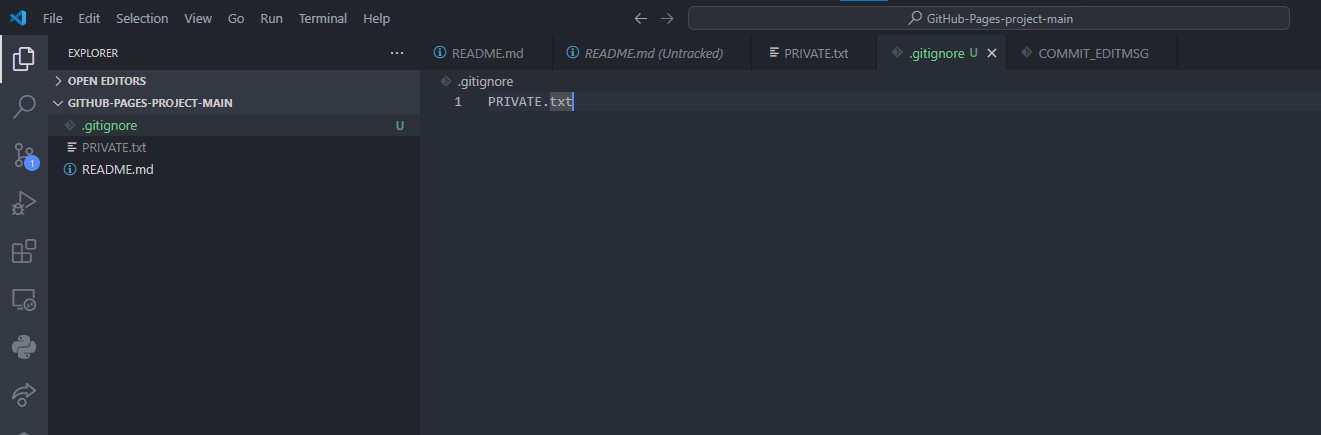 File Edit Selection View Go Run Terminal Help GitHub-Pages-project-main
EXPLORER ... README.md README.md (Untracked) PRIVATE.txt .gitignore U COMMIT_EDITMSG
OPEN EDITORS
.gitignore
GITHUB-PAGES-PROJECT-MAIN
1 PRIVATE.txt
.gitignore U
PRIVATE.txt
README.md
1